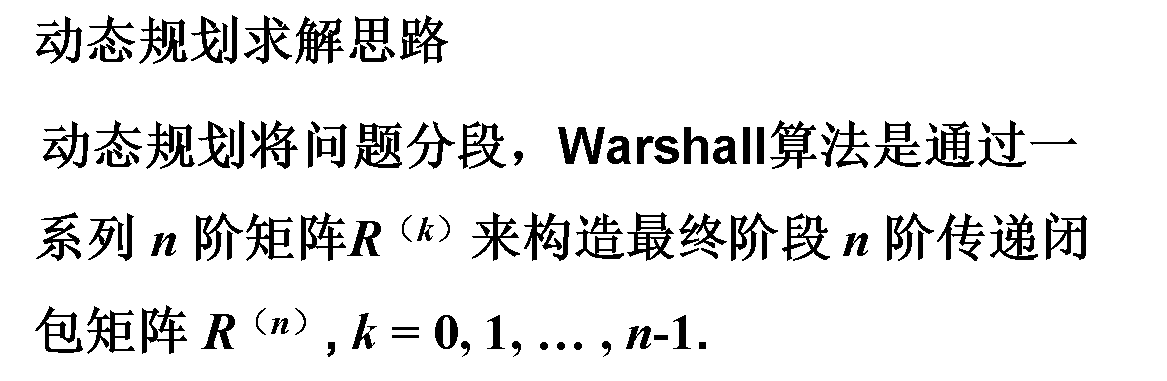 动态规划求解思路
动态规划将问题分段，Warshall算法是通过一
系列 n 阶矩阵R（k）来构造最终阶段 n 阶传递闭
包矩阵 R（n）, k = 0, 1, … , n-1.